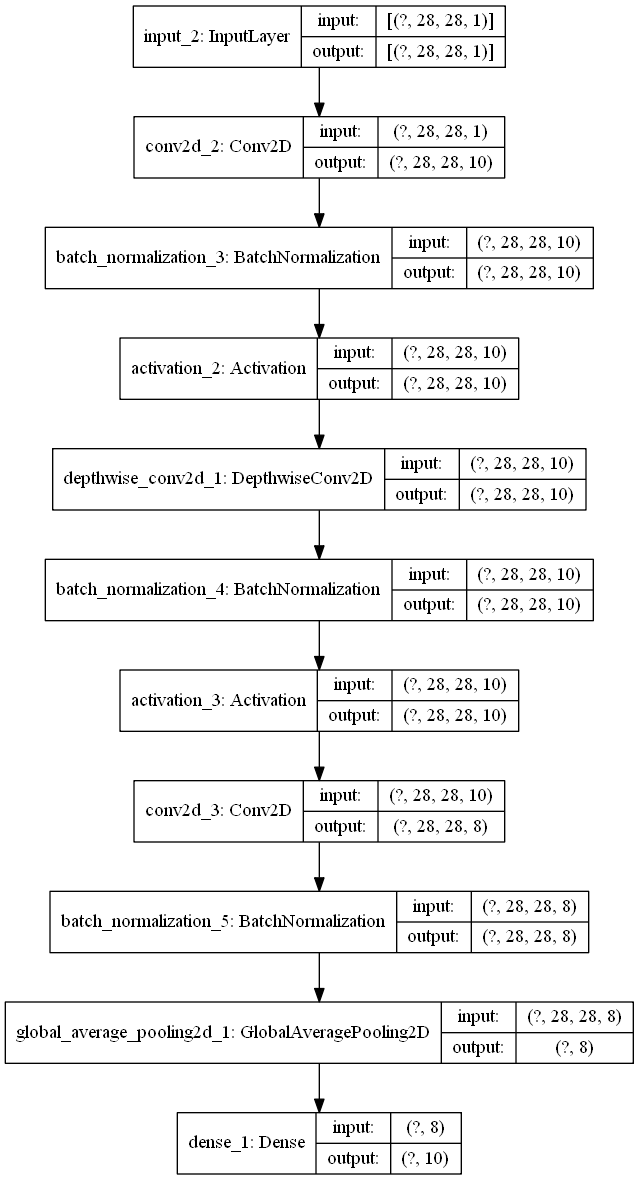 input_2: InputLayer
input: [(?, 28, 28, 1)]
output: [(?, 28, 28, 1)]
conv2d_2: Conv2D
input: (?, 28, 28, 1)
output: (?, 28, 28, 10)
batch_normalization_3: BatchNormalization
input: (?, 28, 28, 10)
output: (?, 28, 28, 10)
activation_2: Activation
input: (?, 28, 28, 10)
output: (?, 28, 28, 10)
depthwise_conv2d_1: DepthwiseConv2D
input: (?, 28, 28, 10)
output: (?, 28, 28, 10)
batch_normalization_4: BatchNormalization
input: (?, 28, 28, 10)
output: (?, 28, 28, 10)
activation_3: Activation
input: (?, 28, 28, 10)
output: (?, 28, 28, 10)
conv2d_3: Conv2D
input: (?, 28, 28, 10)
output: (?, 28, 28, 8)
batch_normalization_5: BatchNormalization
input: (?, 28, 28, 8)
output: (?, 28, 28, 8)
global_average_pooling2d_1: GlobalAveragePooling2D
input: (?, 28, 28, 8)
output: (?, 8)
dense_1: Dense
input: (?, 8)
output: (?, 10)